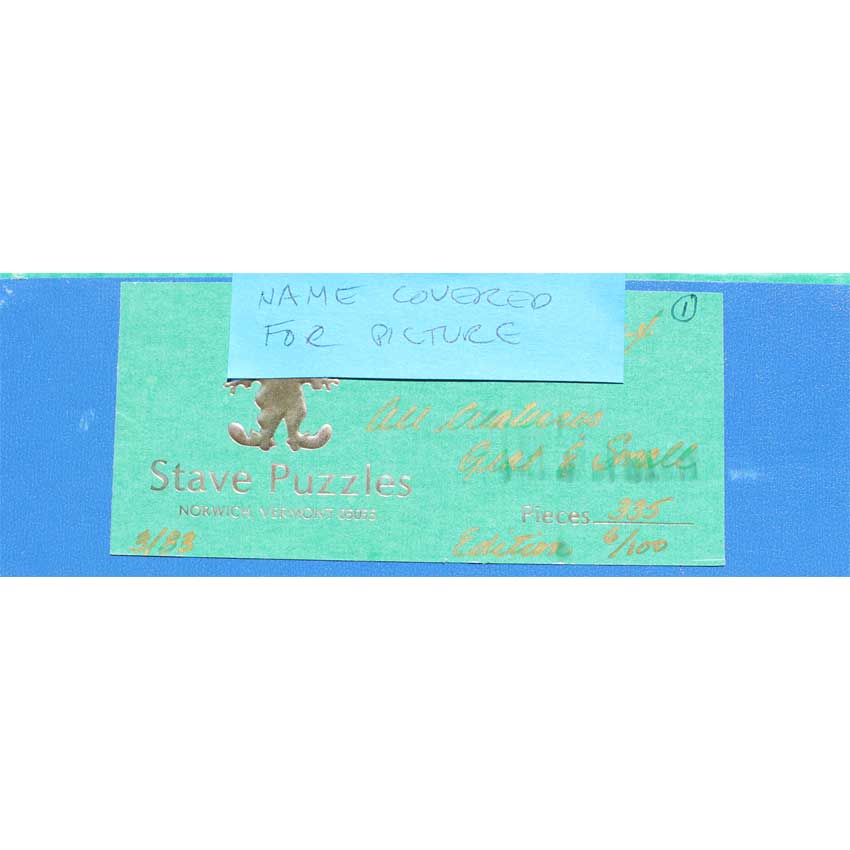 NAME COVERED
FOR PICTURE
1
All Creatures
Great & Small
Stave Puzzles
NORWICH, VERMONT 05055
Pieces 335
3/83
Edition 6/100